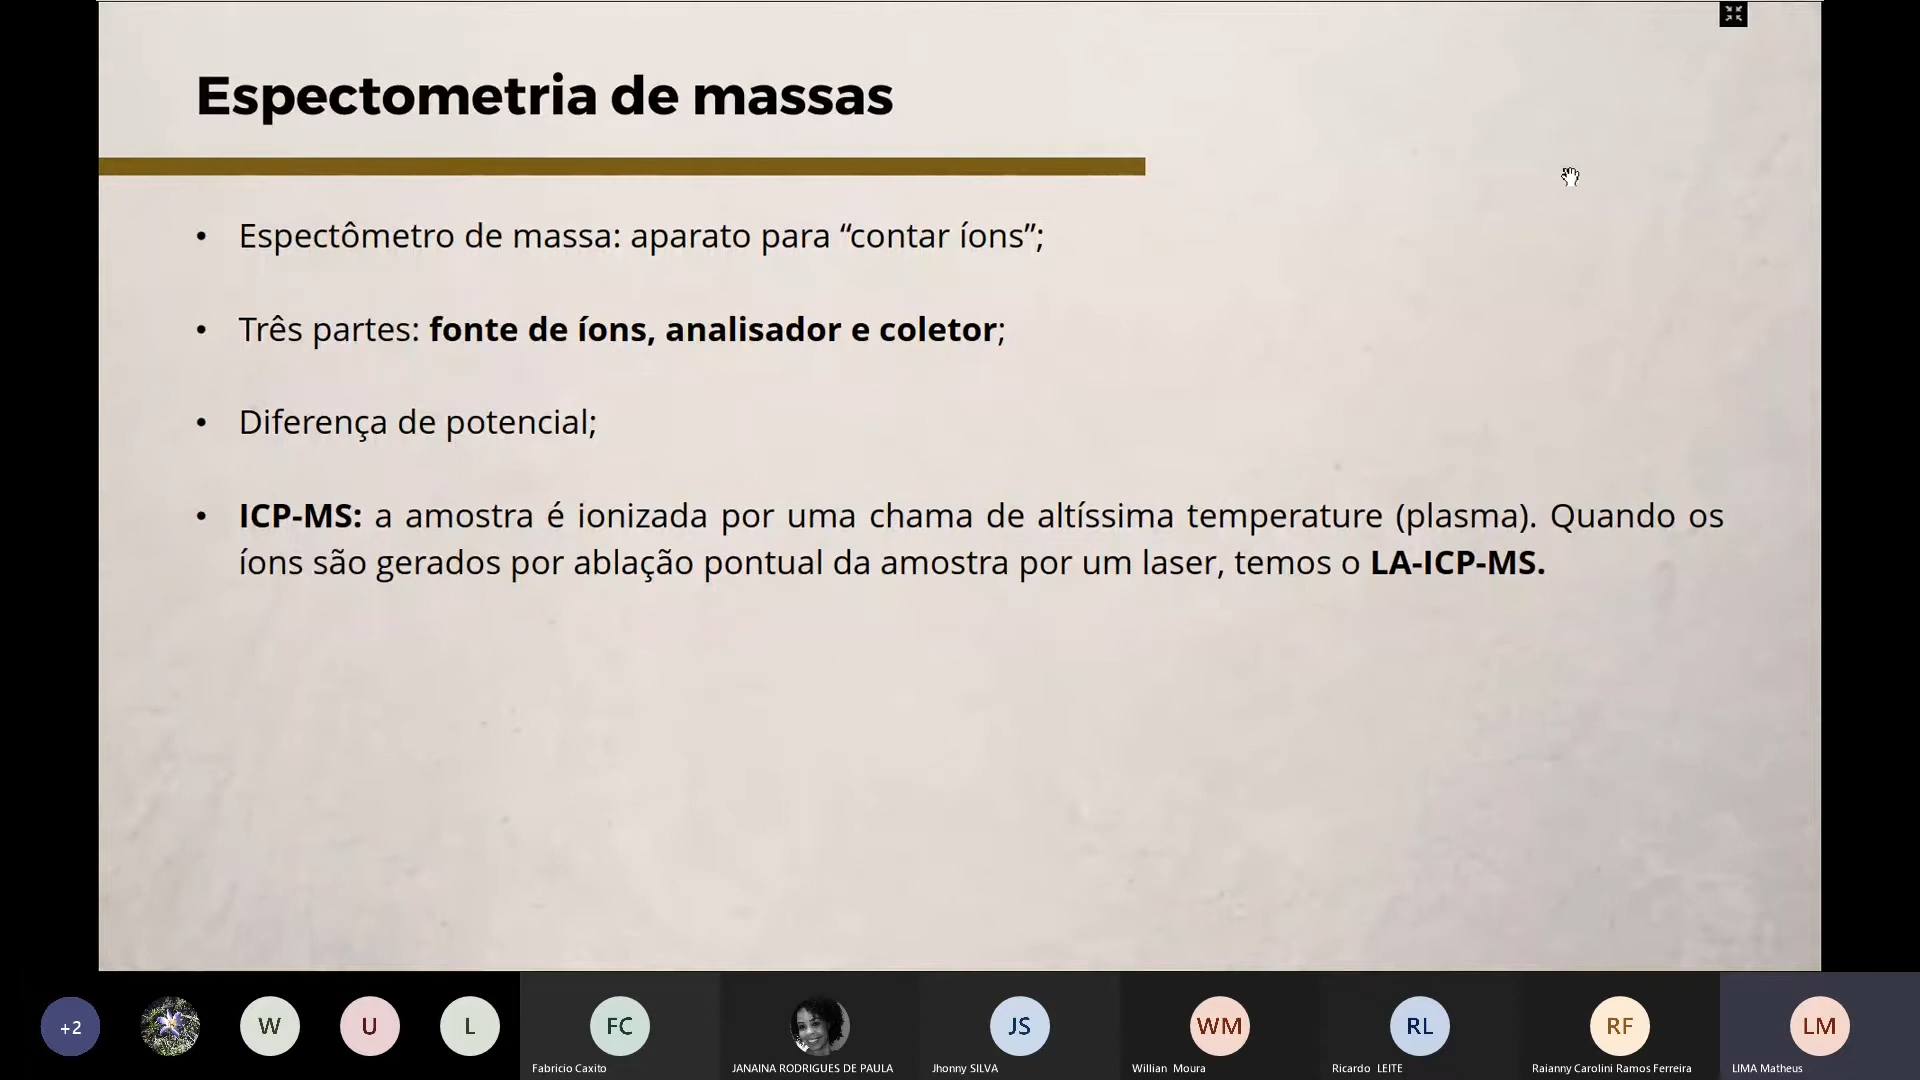 Espectometria de massas
• Espectômetro de massa: aparato para “contar íons”;
• Três partes: fonte de íons, analisador e coletor;
• Diferença de potencial;
• ICP-MS: a amostra é ionizada por uma chama de altíssima temperature (plasma). Quando os
íons são gerados por ablação pontual da amostra por um laser, temos o LA-ICP-MS.
+2
W
U
L
FC
JS
WM
RL
RF
LM
Fabricio Caxito
JANAINA RODRIGUES DE PAULA
Jhonny SILVA
Willian Moura
Ricardo LEITE
Raianny Carolini Ramos Ferreira
LIMA Matheus